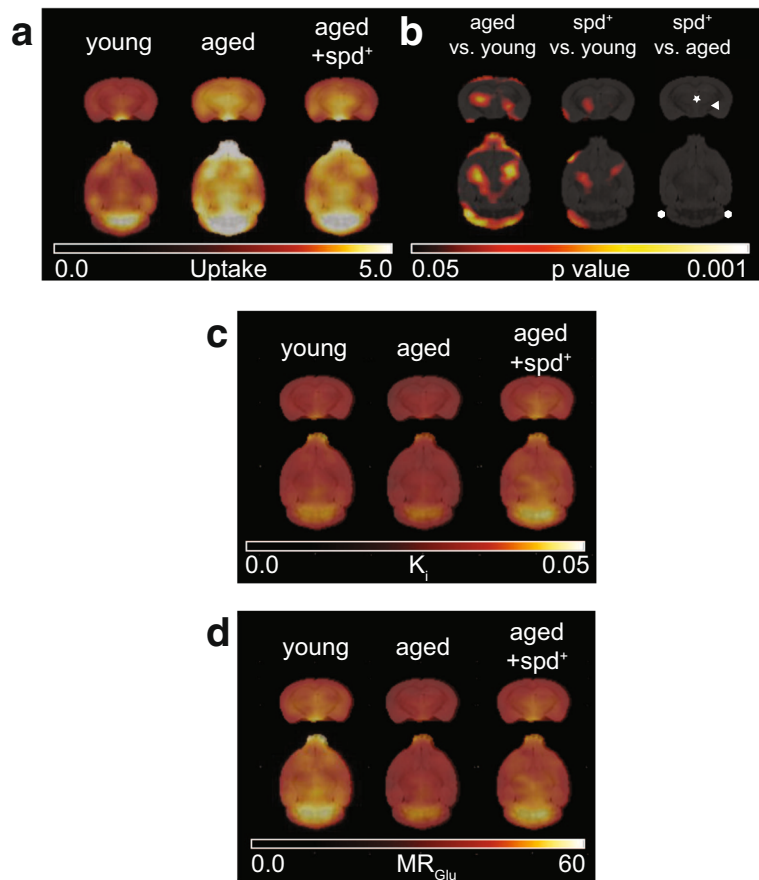 a
young
aged
aged
+spd⁺
0.0
Uptake
5.0
b
aged
vs. young
spd⁺
vs. young
spd⁺
vs. aged
0.05
p value
0.001
c
young
aged
aged
+spd⁺
0.0
Kᵢ
0.05
d
young
aged
aged
+spd⁺
0.0
MR_Glu
60